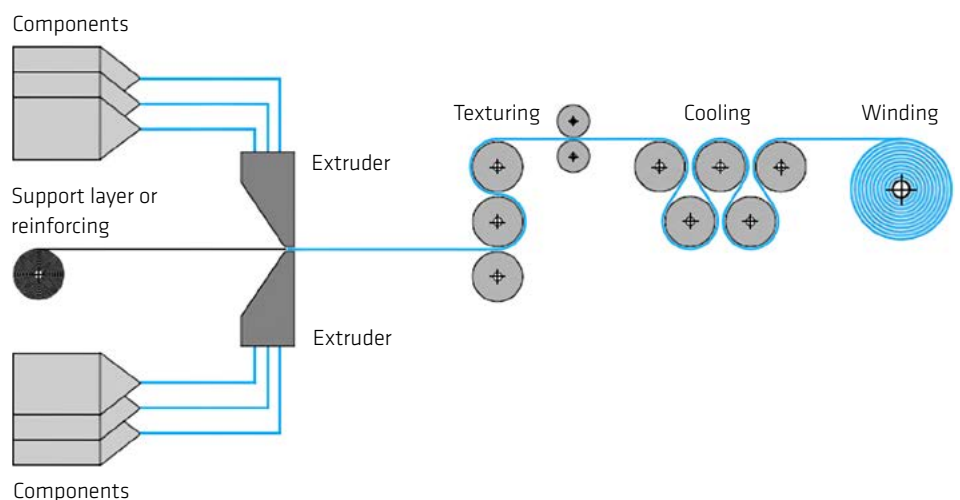 Components
Texturing
Cooling
Winding
Extruder
Support layer or
reinforcing
Extruder
Components